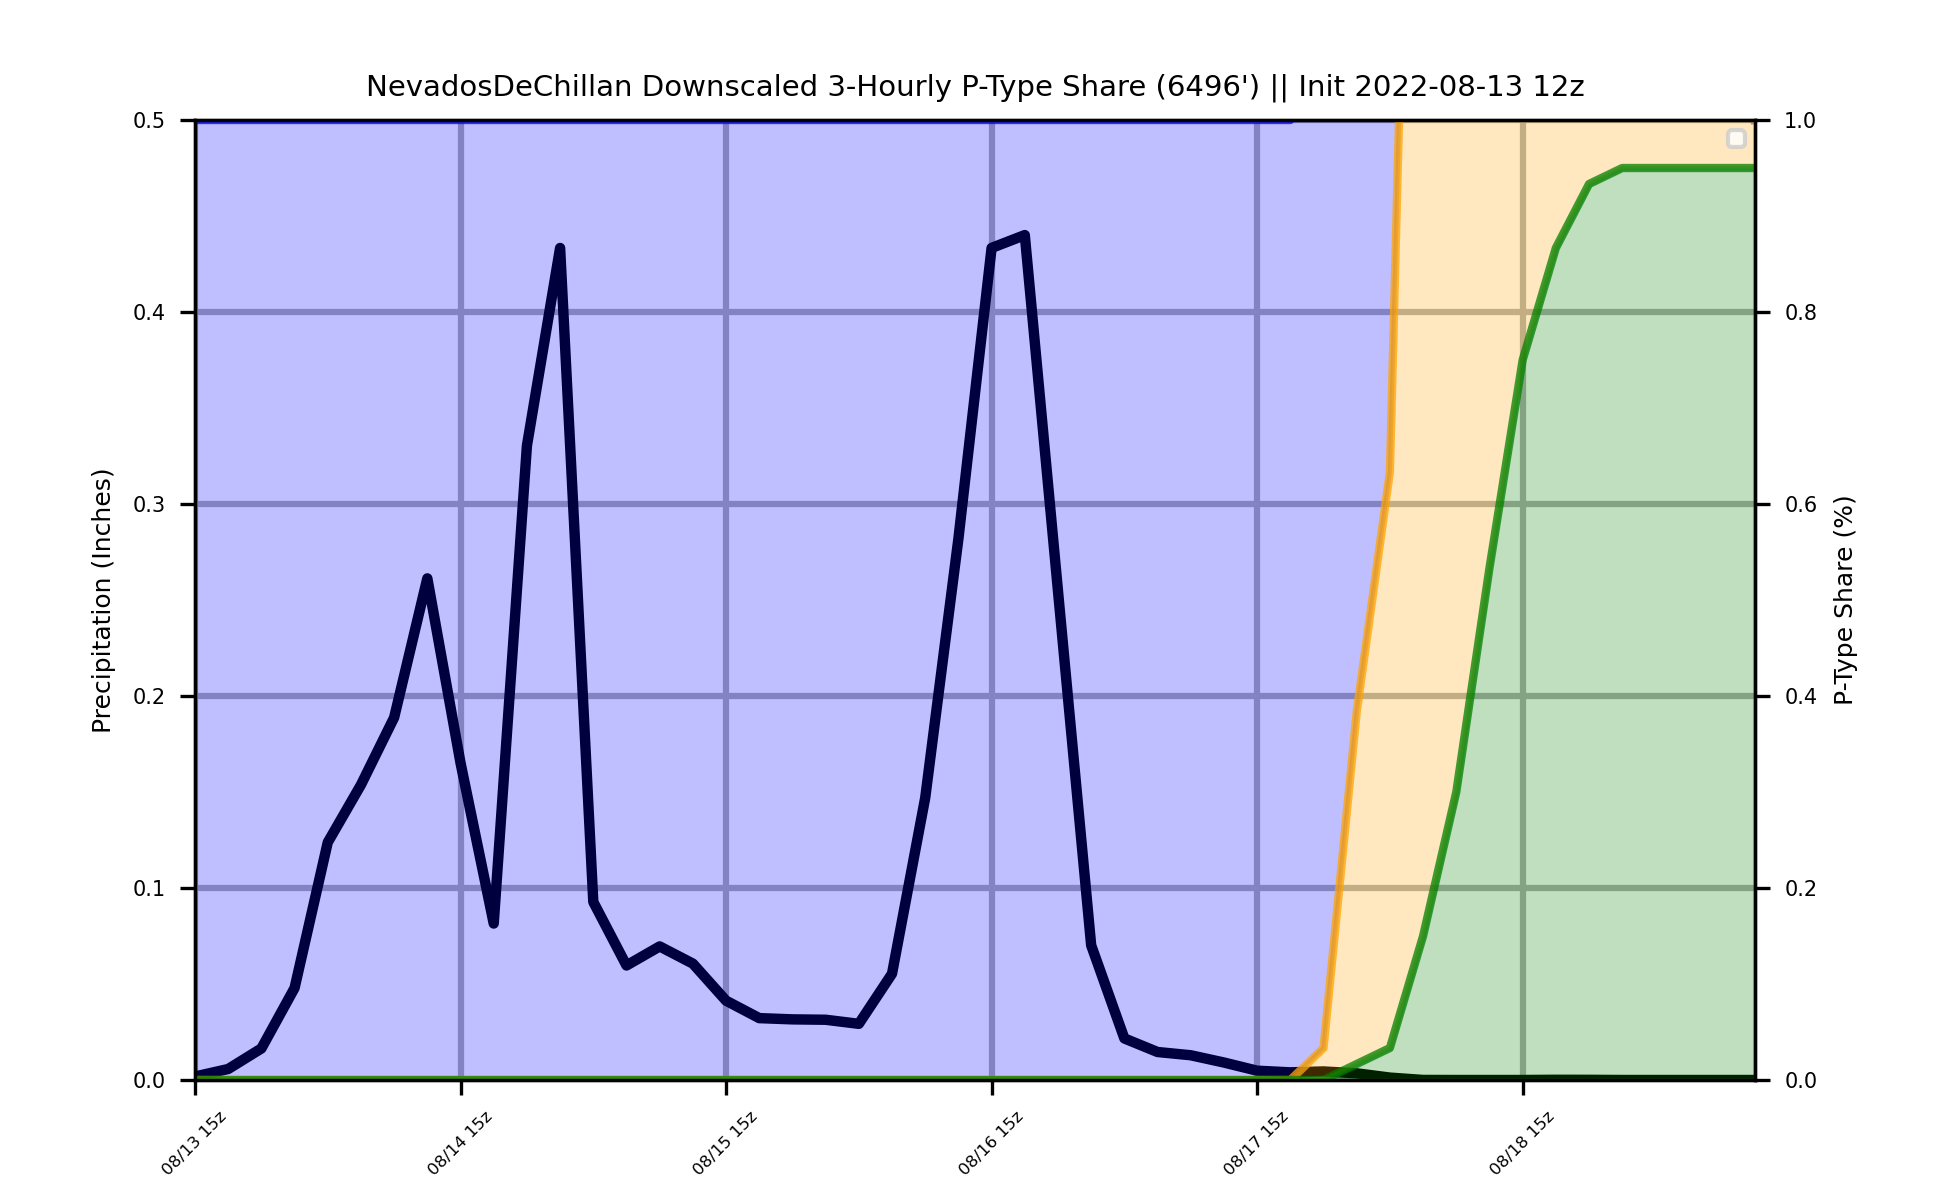 NevadosDeChillan Downscaled 3-Hourly P-Type Share (6496') || Init 2022-08-13 12z
0.5
0.4
0.3
0.2
0.1
0.0
Precipitation (Inches)
1.0
0.8
0.6
0.4
0.2
0.0
P-Type Share (%)
08/13 15z
08/14 15z
08/15 15z
08/16 15z
08/17 15z
08/18 15z